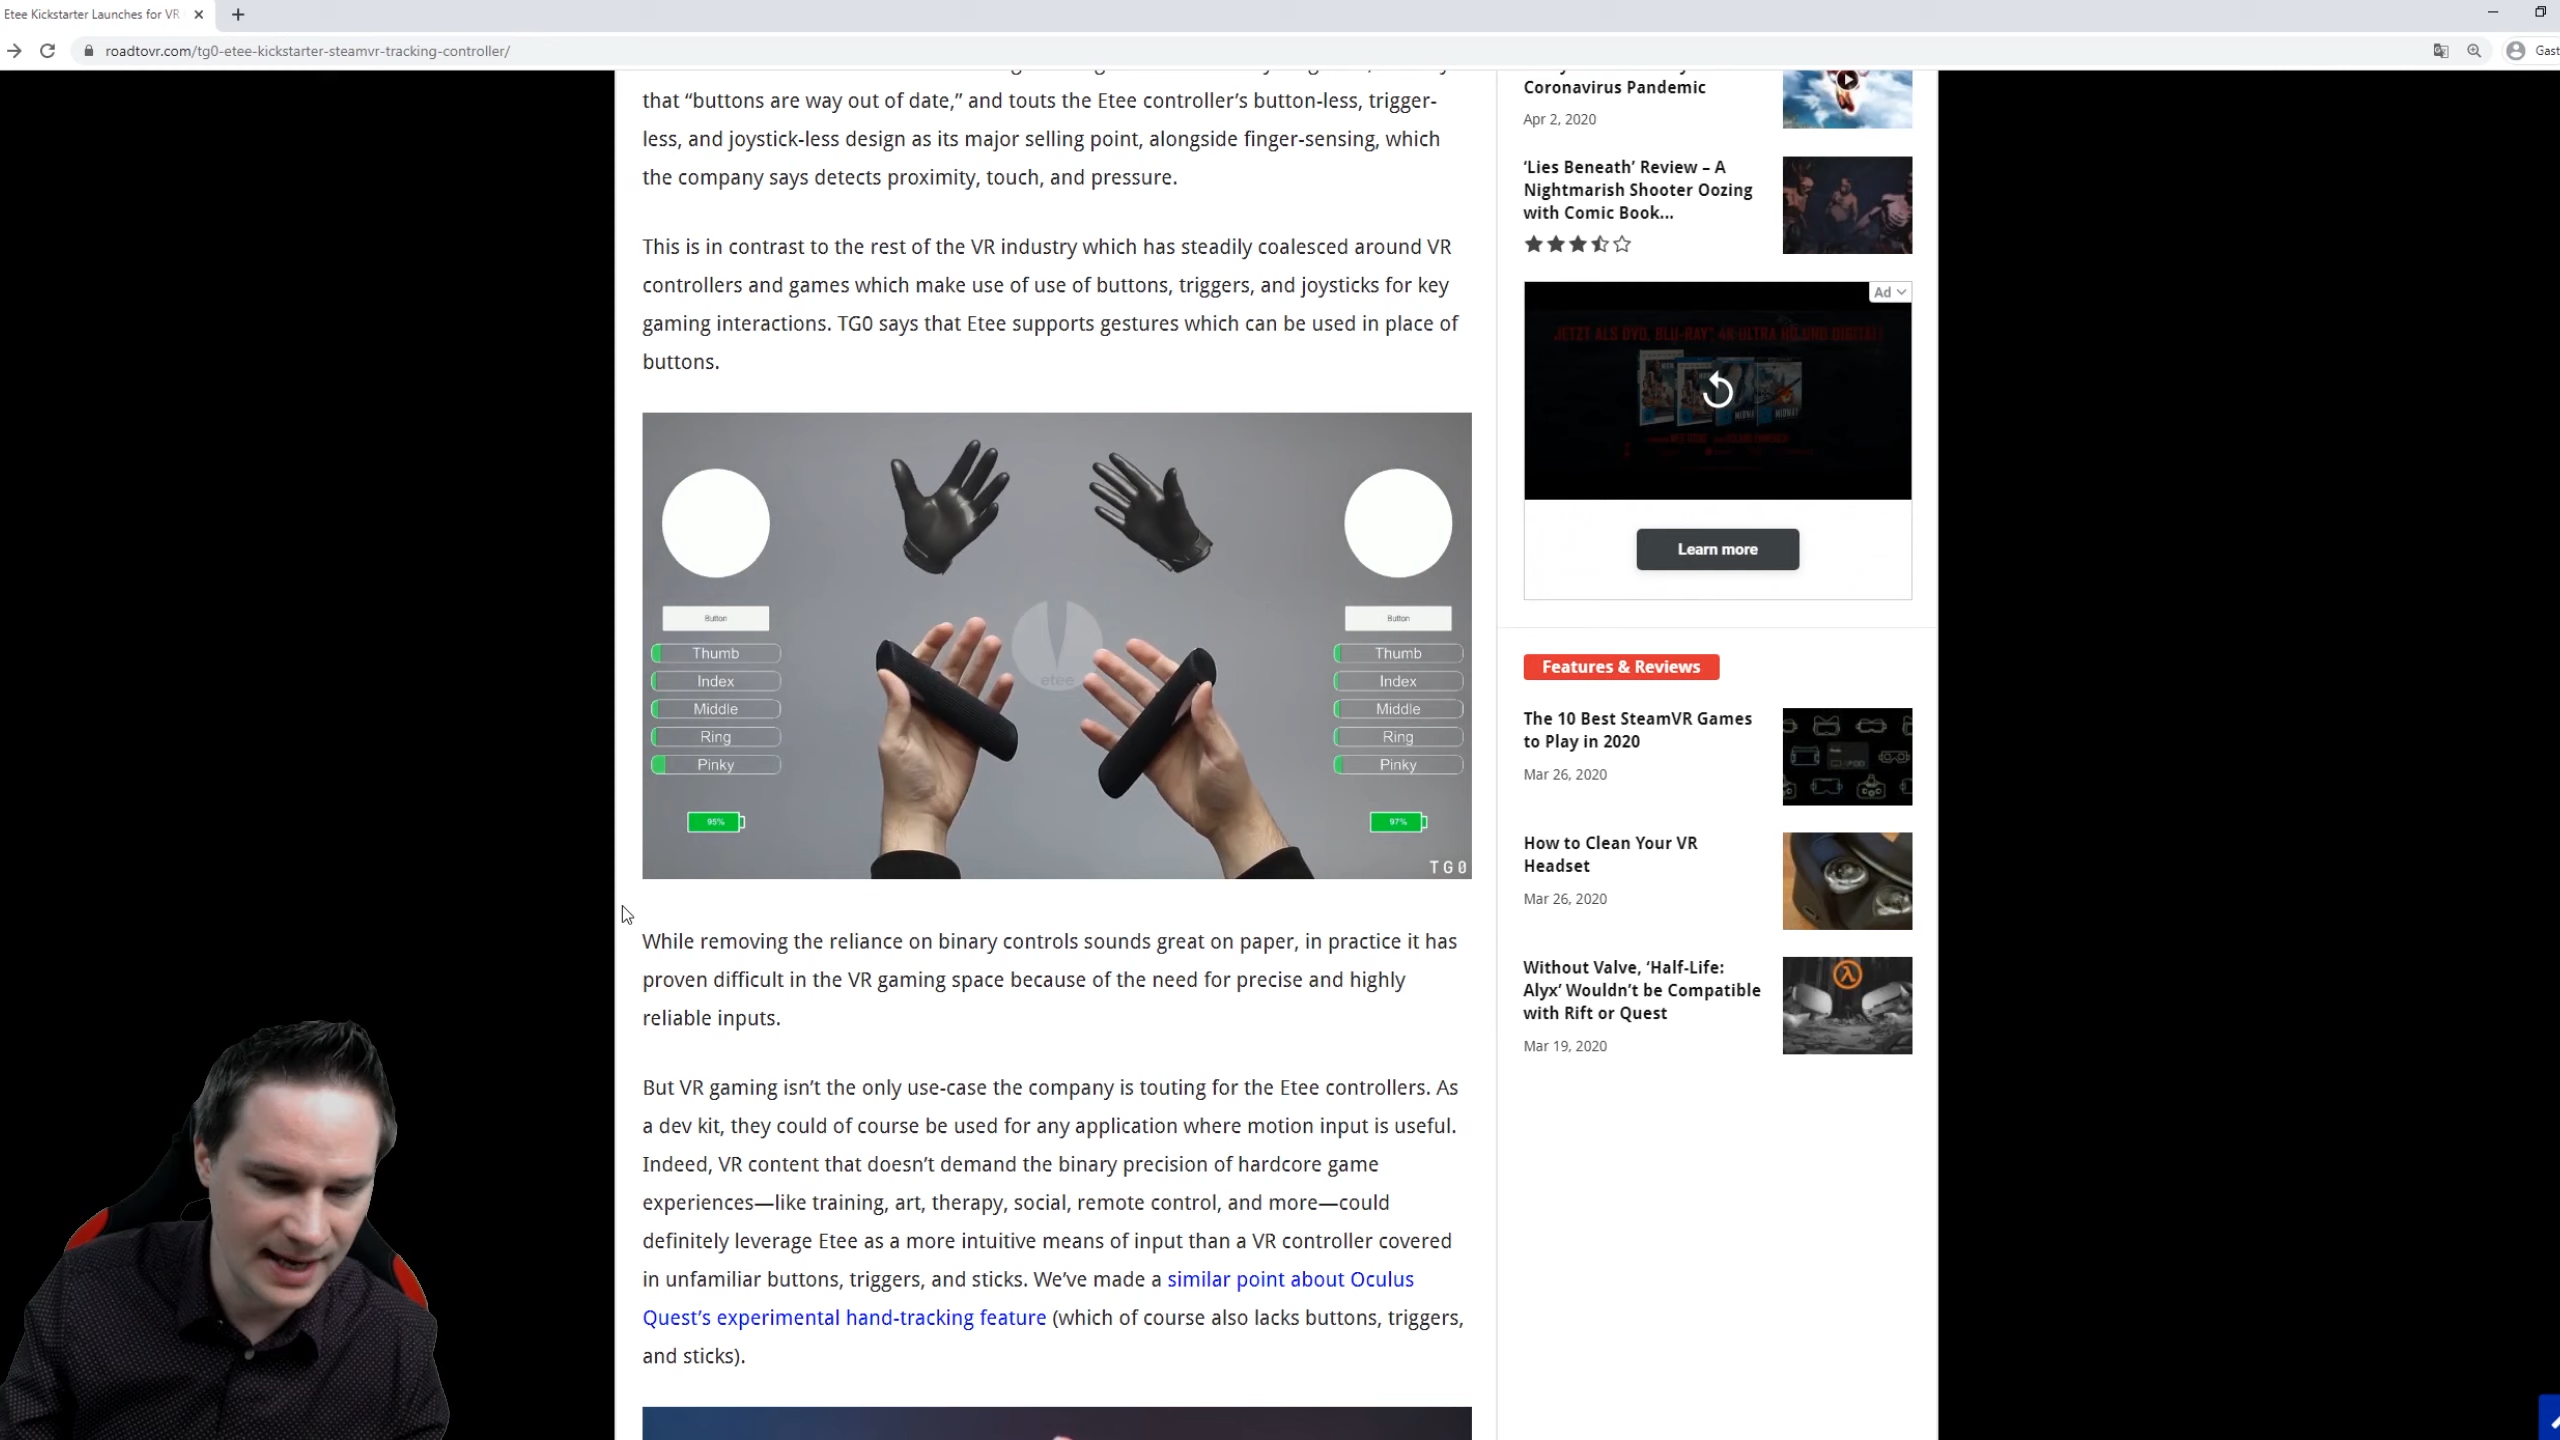 Etee Kickstarter Launches for VR
roadtovr.com/tg0-etee-kickstarter-steamvr-tracking-controller/
Gast
that “buttons are way out of date,” and touts the Etee controller’s button-less, trigger-
less, and joystick-less design as its major selling point, alongside finger-sensing, which
the company says detects proximity, touch, and pressure.
This is in contrast to the rest of the VR industry which has steadily coalesced around VR
controllers and games which make use of use of buttons, triggers, and joysticks for key
gaming interactions. TG0 says that Etee supports gestures which can be used in place of
buttons.
Button
Thumb
Index
Middle
Ring
Pinky
95%
etee
Button
Thumb
Index
Middle
Ring
Pinky
97%
TG0
While removing the reliance on binary controls sounds great on paper, in practice it has
proven difficult in the VR gaming space because of the need for precise and highly
reliable inputs.
But VR gaming isn’t the only use-case the company is touting for the Etee controllers. As
a dev kit, they could of course be used for any application where motion input is useful.
Indeed, VR content that doesn’t demand the binary precision of hardcore game
experiences—like training, art, therapy, social, remote control, and more—could
definitely leverage Etee as a more intuitive means of input than a VR controller covered
in unfamiliar buttons, triggers, and sticks. We’ve made a similar point about Oculus
Quest’s experimental hand-tracking feature (which of course also lacks buttons, triggers,
and sticks).
Coronavirus Pandemic
Apr 2, 2020
‘Lies Beneath’ Review – A
Nightmarish Shooter Oozing
with Comic Book...
Ad
JETZT ALS DVD, BLU-RAY, 4K ULTRA HD UND DIGITAL!
Learn more
Features & Reviews
The 10 Best SteamVR Games
to Play in 2020
Mar 26, 2020
How to Clean Your VR
Headset
Mar 26, 2020
Without Valve, ‘Half-Life:
Alyx’ Wouldn’t be Compatible
with Rift or Quest
Mar 19, 2020